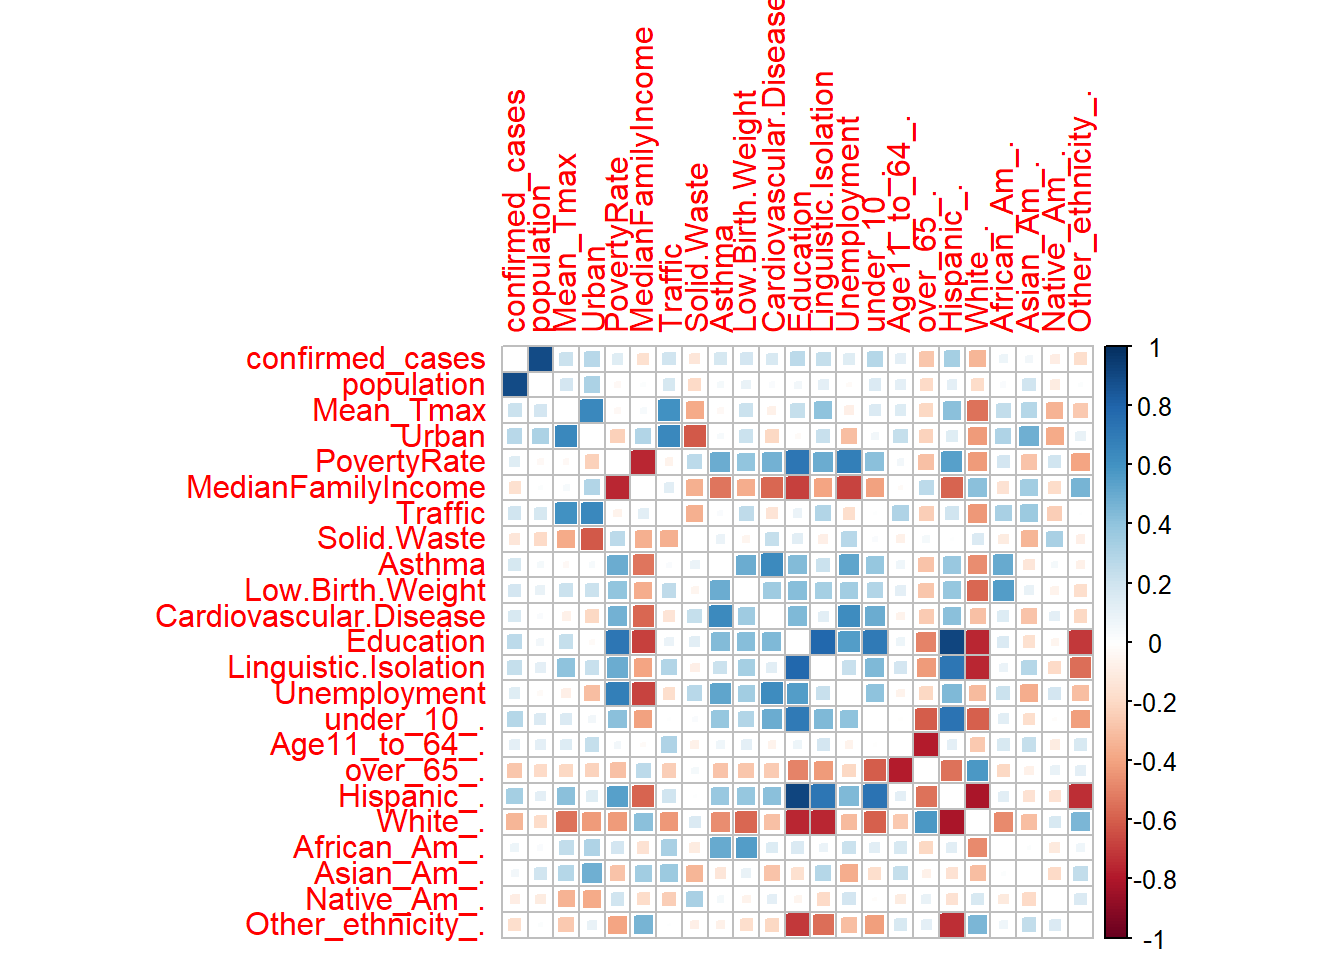 confirmed_cases
population
Mean_Tmax
Urban
PovertyRate
MedianFamilyIncome
Traffic
Solid.Waste
Asthma
Low.Birth.Weight
Cardiovascular.Disease
Education
Linguistic.Isolation
Unemployment
under_10_.
Age11_to_64_.
over_65_.
Hispanic_.
White_.
African_Am_.
Asian_Am_.
Native_Am_.
Other_ethnicity_.
confirmed_cases
population
Mean_Tmax
Urban
PovertyRate
MedianFamilyIncome
Traffic
Solid.Waste
Asthma
Low.Birth.Weight
Cardiovascular.Disease
Education
Linguistic.Isolation
Unemployment
under_10_.
Age11_to_64_.
over_65_.
Hispanic_.
White_.
African_Am_.
Asian_Am_.
Native_Am_.
Other_ethnicity_.
1
0.8
0.6
0.4
0.2
0
-0.2
-0.4
-0.6
-0.8
-1